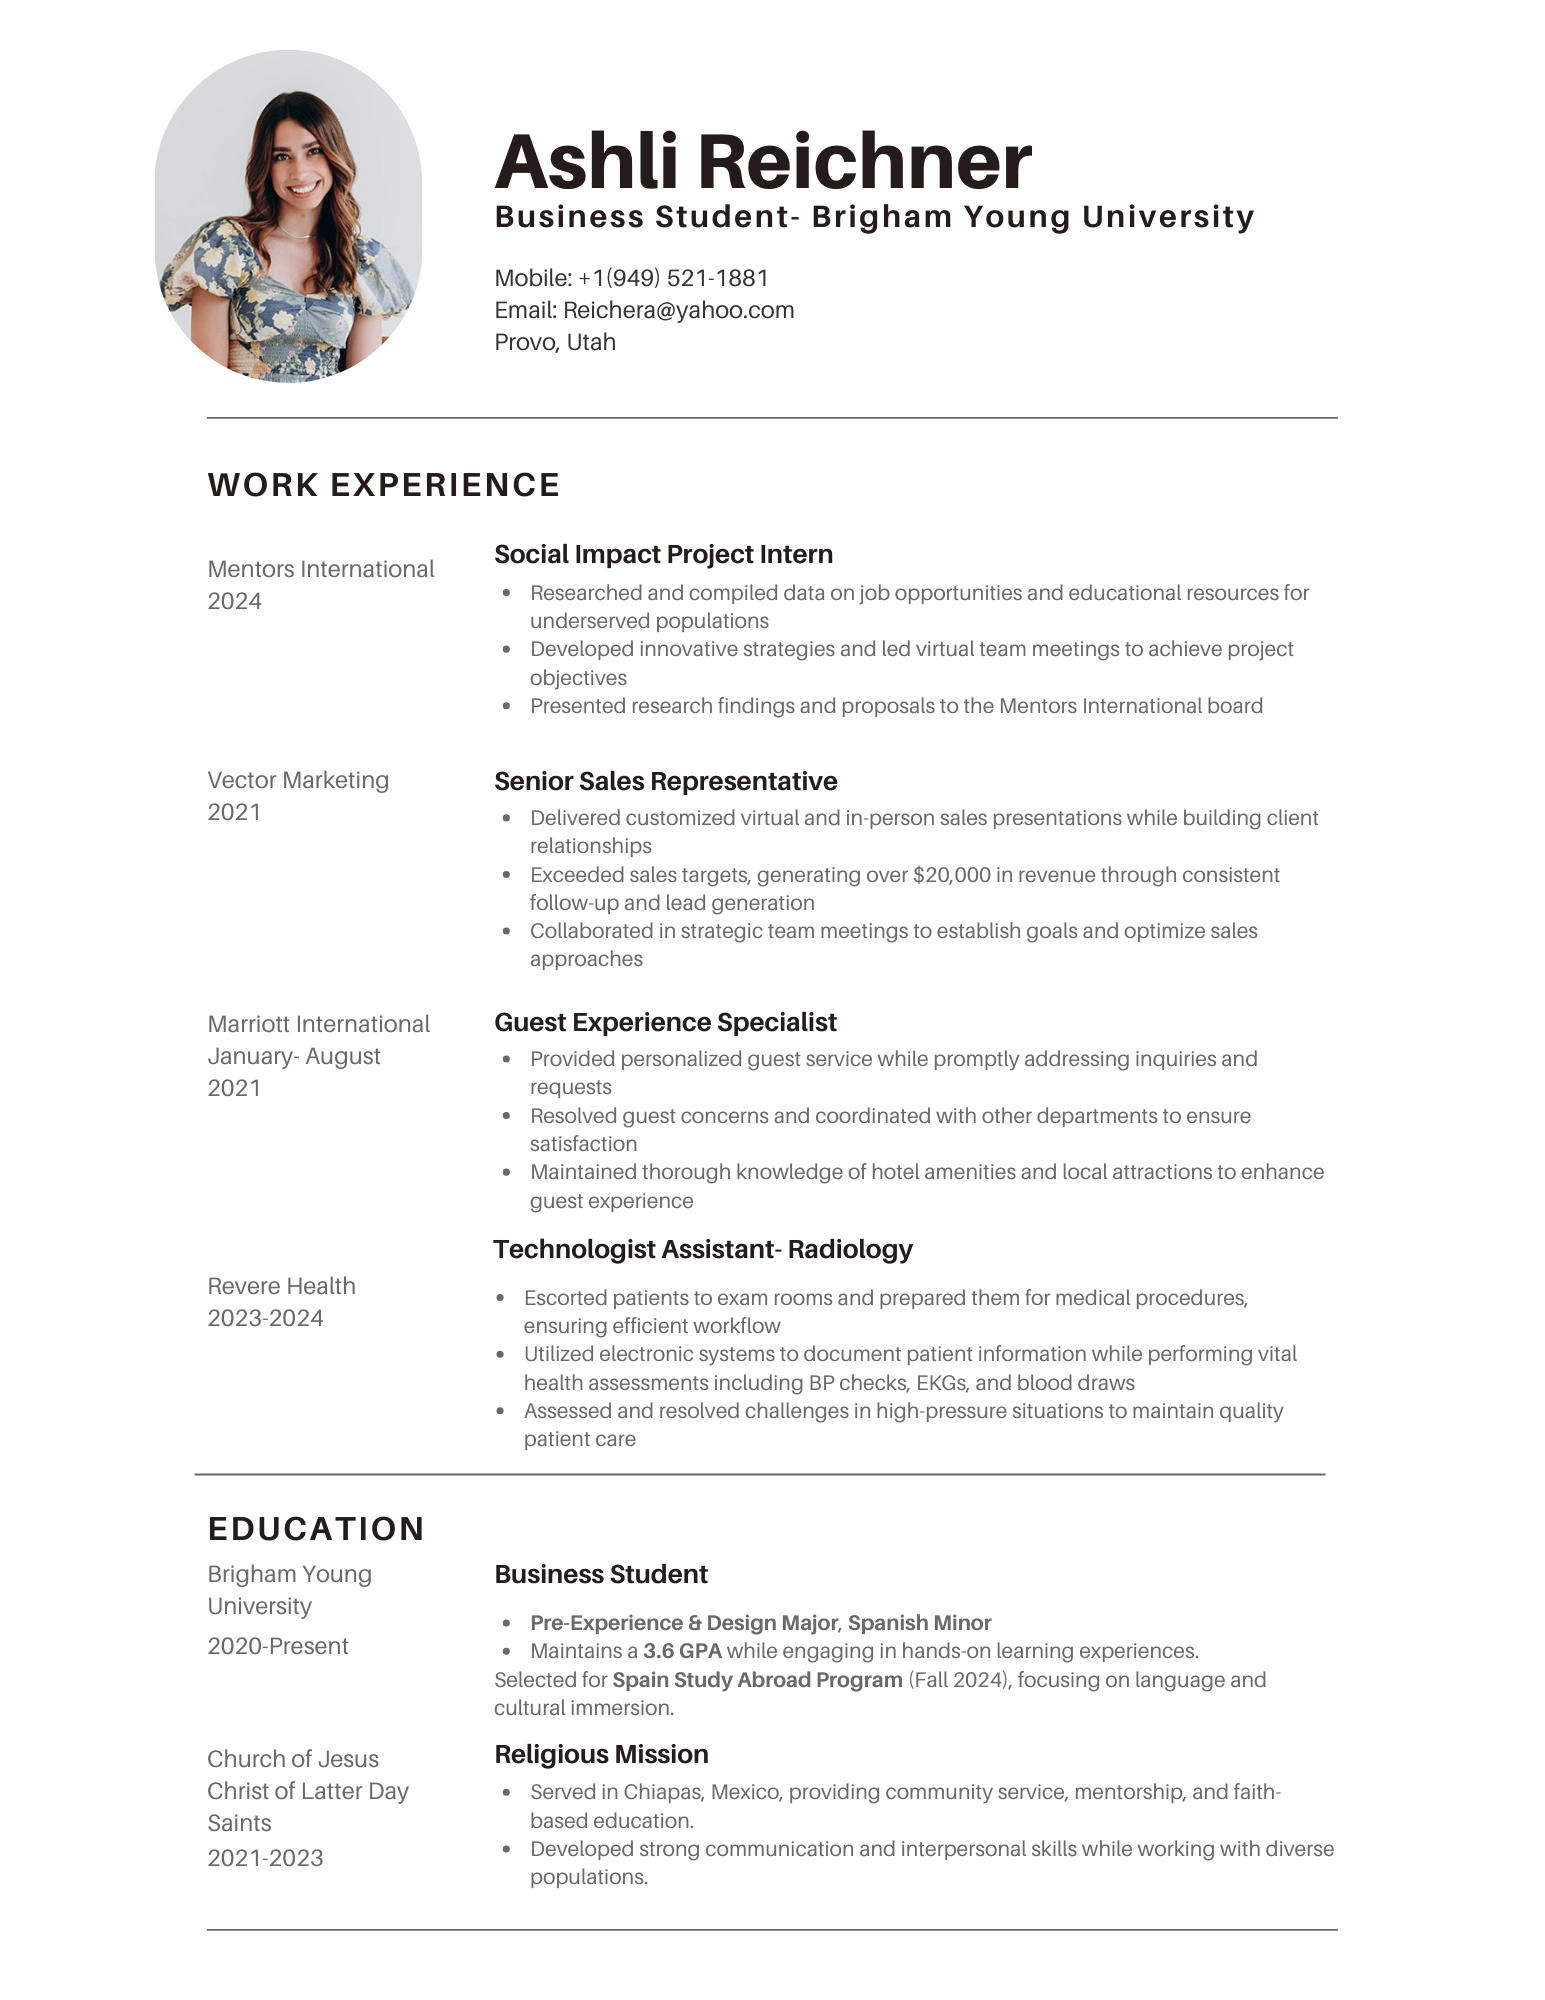 Ashli Reichner
Business Student- Brigham Young University
Mobile: +1(949) 521-1881
Email: Reichera@yahoo.com
Provo, Utah
WORK EXPERIENCE
Mentors International
2024
Social Impact Project Intern
• Researched and compiled data on job opportunities and educational resources for
underserved populations
• Developed innovative strategies and led virtual team meetings to achieve project
objectives
• Presented research findings and proposals to the Mentors International board
Vector Marketing
2021
Senior Sales Representative
• Delivered customized virtual and in-person sales presentations while building client
relationships
• Exceeded sales targets, generating over $20,000 in revenue through consistent
follow-up and lead generation
• Collaborated in strategic team meetings to establish goals and optimize sales
approaches
Marriott International
January- August
2021
Guest Experience Specialist
• Provided personalized guest service while promptly addressing inquiries and
requests
• Resolved guest concerns and coordinated with other departments to ensure
satisfaction
• Maintained thorough knowledge of hotel amenities and local attractions to enhance
guest experience
Revere Health
2023-2024
Technologist Assistant- Radiology
• Escorted patients to exam rooms and prepared them for medical procedures,
ensuring efficient workflow
• Utilized electronic systems to document patient information while performing vital
health assessments including BP checks, EKGs, and blood draws
• Assessed and resolved challenges in high-pressure situations to maintain quality
patient care
EDUCATION
Brigham Young
University
2020-Present
Business Student
• Pre-Experience & Design Major, Spanish Minor
• Maintains a 3.6 GPA while engaging in hands-on learning experiences.
Selected for Spain Study Abroad Program (Fall 2024), focusing on language and
cultural immersion.
Church of Jesus
Christ of Latter Day
Saints
2021-2023
Religious Mission
• Served in Chiapas, Mexico, providing community service, mentorship, and faith-
based education.
• Developed strong communication and interpersonal skills while working with diverse
populations.